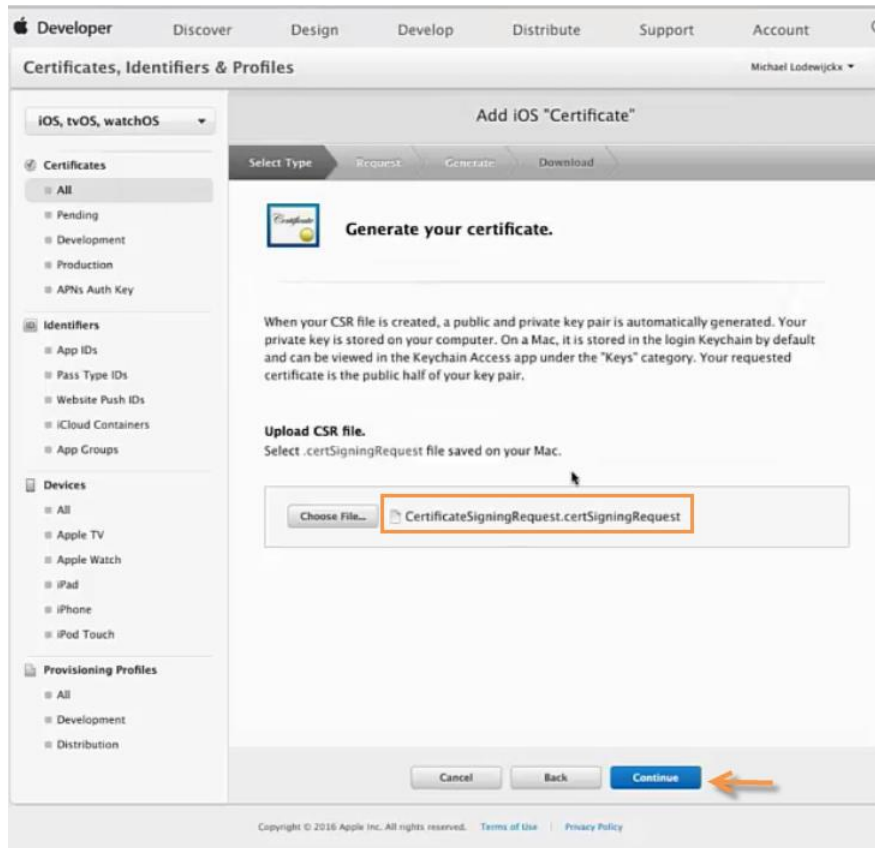 Developer
Discover
Design
Develop
Distribute
Support
Account
Certificates, Identifiers & Profiles
Michael Lodewijckx
iOS, tvOS, watchOS
Certificates
All
Pending
Development
Production
APNs Auth Key
Identifiers
App IDs
Pass Type IDs
Website Push IDs
iCloud Containers
App Groups
Devices
All
Apple TV
Apple Watch
iPad
iPhone
iPod Touch
Provisioning Profiles
All
Development
Distribution
Add iOS "Certificate"
Select Type
Request
Generate
Download
Certificate
Generate your certificate.
When your CSR file is created, a public and private key pair is automatically generated. Your
private key is stored on your computer. On a Mac, it is stored in the login Keychain by default
and can be viewed in the Keychain Access app under the "Keys" category. Your requested
certificate is the public half of your key pair.
Upload CSR file.
Select .certSigningRequest file saved on your Mac.
Choose File...
CertificateSigningRequest.certSigningRequest
Cancel
Back
Continue
Copyright © 2016 Apple Inc. All rights reserved. Terms of Use | Privacy Policy